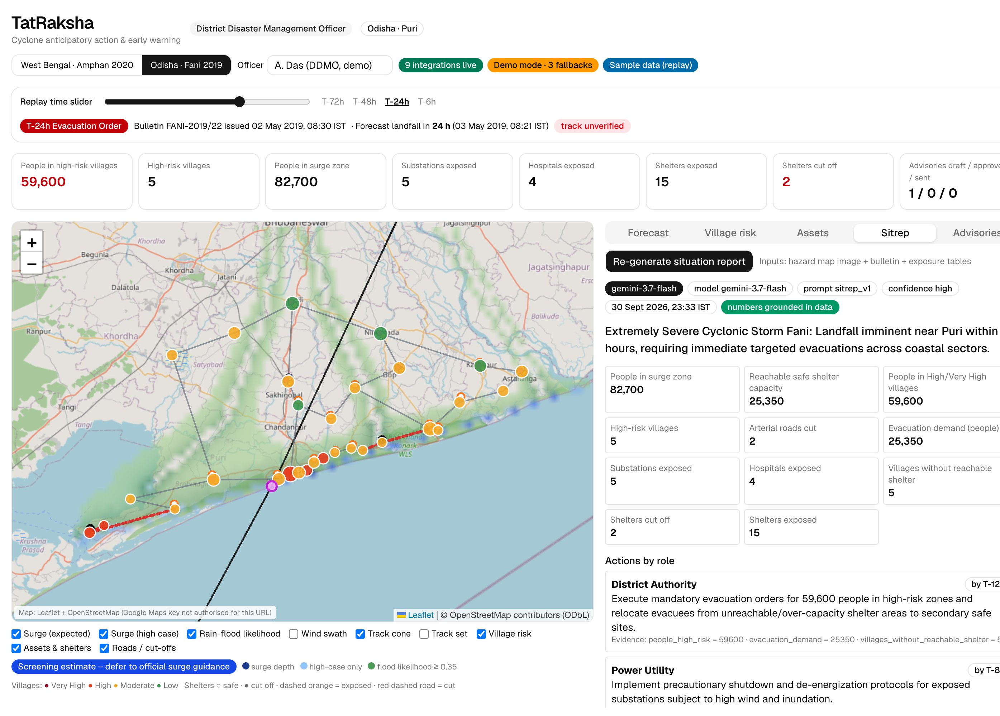 TatRaksha
Cyclone anticipatory action & early warning
District Disaster Management Officer
Odisha · Puri
West Bengal · Amphan 2020
Odisha · Fani 2019
Officer
A. Das (DDMO, demo)
9 integrations live
Demo mode · 3 fallbacks
Sample data (replay)
Replay time slider
T-72h
T-48h
T-24h
T-6h
T-24h Evacuation Order
Bulletin FANI-2019/22 issued 02 May 2019, 08:30 IST · Forecast landfall in 24 h (03 May 2019, 08:21 IST)
track unverified
People in high-risk villages
59,600
High-risk villages
5
People in surge zone
82,700
Substations exposed
5
Hospitals exposed
4
Shelters exposed
15
Shelters cut off
2
Advisories draft / approve
/ sent
1 / 0 / 0
+
−
Bhubaneswar
Jagatsinghpur
Khordha
Begunia
Khordha
Jatani
Dalatola
Jagatsinghapur
Ranpur
Khordha
Balikuda
Satyabadi
Gop
Astaranga
Sakhigopal
Tangi
Tangi
Chandanpur
Konark
WLS
Puri
Brahmagiri
Krushna
Prasad
Map: Leaflet + OpenStreetMap (Google Maps key not authorised for this URL)
Leaflet | © OpenStreetMap contributors (ODbL)
Surge (expected)
Surge (high case)
Rain-flood likelihood
Wind swath
Track cone
Track set
Village risk
Assets & shelters
Roads / cut-offs
Screening estimate – defer to official surge guidance
surge depth
high-case only
flood likelihood ≥ 0.35
Villages: Very High High Moderate Low Shelters ○ safe · ● cut off · dashed orange = exposed · red dashed road = cut
Forecast
Village risk
Assets
Sitrep
Advisories
Re-generate situation report
Inputs: hazard map image + bulletin + exposure tables
gemini-3.7-flash
model gemini-3.7-flash
prompt sitrep_v1
confidence high
30 Sept 2026, 23:33 IST
numbers grounded in data
Extremely Severe Cyclonic Storm Fani: Landfall imminent near Puri within
hours, requiring immediate targeted evacuations across coastal sectors.
People in surge zone
82,700
Reachable safe shelter
capacity
25,350
People in High/Very High
villages
59,600
High-risk villages
5
Arterial roads cut
2
Evacuation demand (people)
25,350
Substations exposed
5
Hospitals exposed
4
Villages without reachable
shelter
5
Shelters cut off
2
Shelters exposed
15
Actions by role
District Authority
by T-12
Execute mandatory evacuation orders for 59,600 people in high-risk zones and
relocate evacuees from unreachable/over-capacity shelter areas to secondary safe
sites.
Evidence: people_high_risk = 59600 · evacuation_demand = 25350 · villages_without_reachable_shelter = 5
Power Utility
by T-8
Implement precautionary shutdown and de-energization protocols for exposed
substations subject to high wind and inundation.